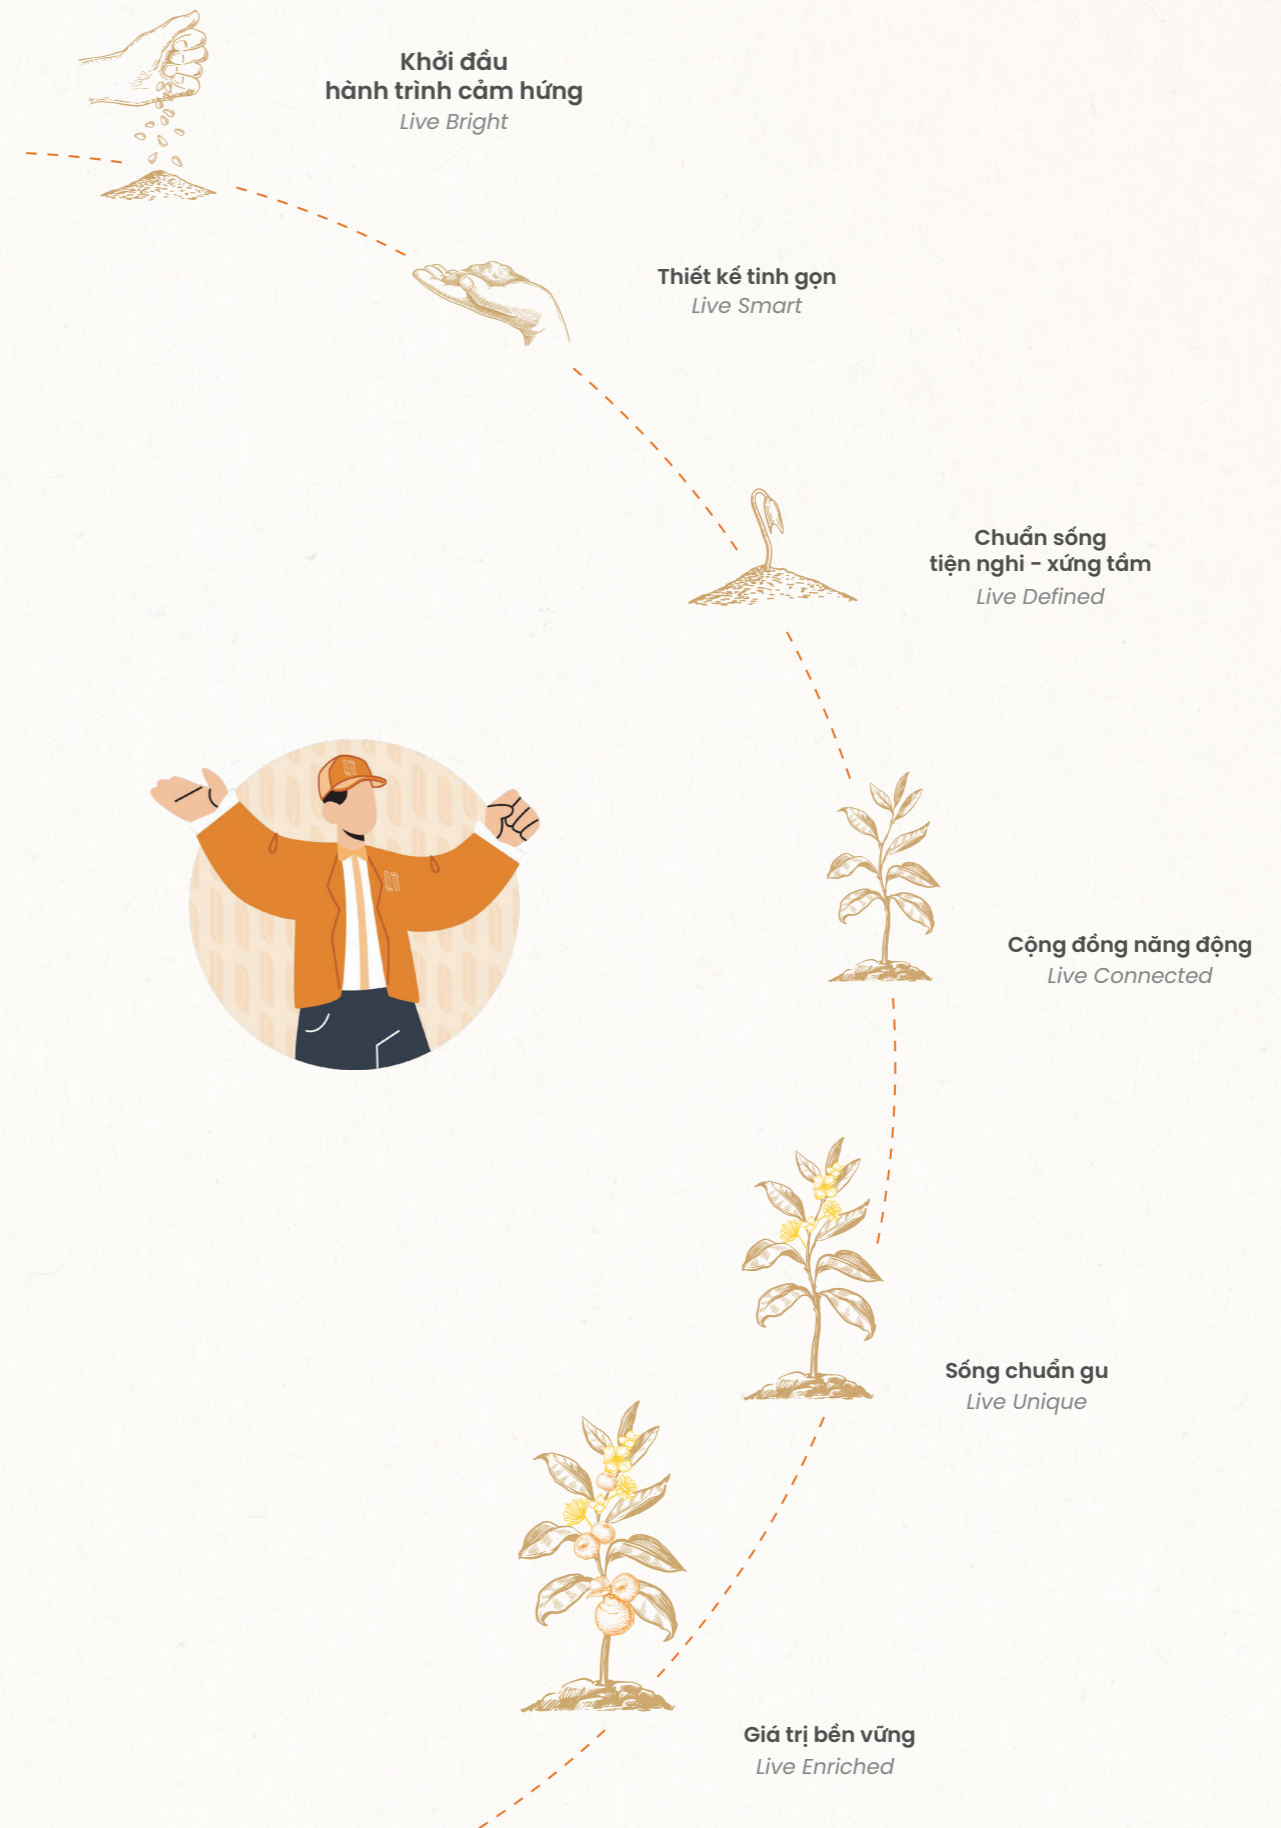 Khởi đầu
hành trình cảm hứng
Live Bright
Thiết kế tinh gọn
Live Smart
Chuẩn sống
tiện nghi - xứng tầm
Live Defined
Cộng đồng năng động
Live Connected
Sống chuẩn gu
Live Unique
Giá trị bền vững
Live Enriched